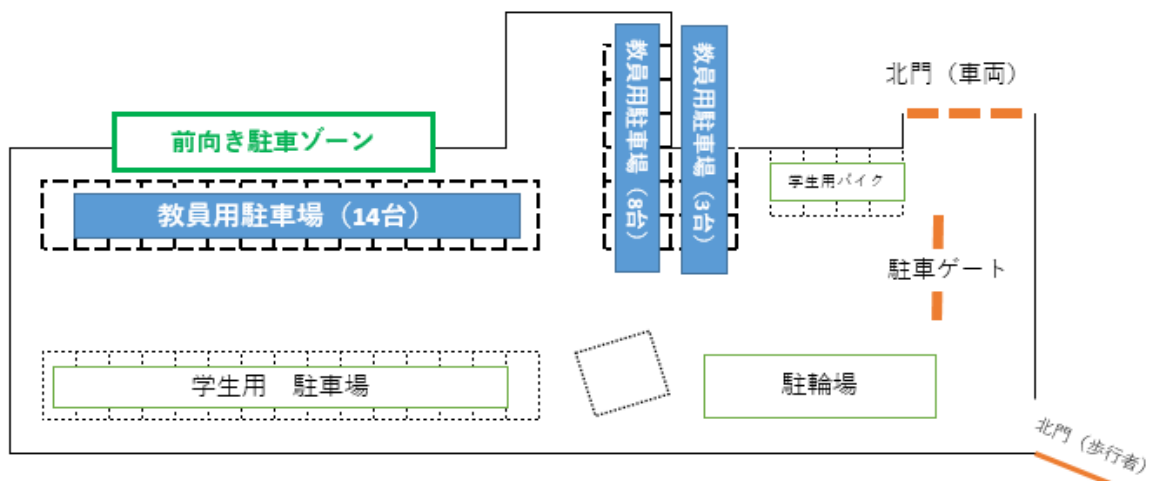 前向き駐車ゾーン
教員用駐車場（14台）
教員用駐車場（8台）
教員用駐車場（3台）
北門（車両）
学生用バイク
駐車ゲート
学生用　駐車場
駐輪場
北門（歩行者）